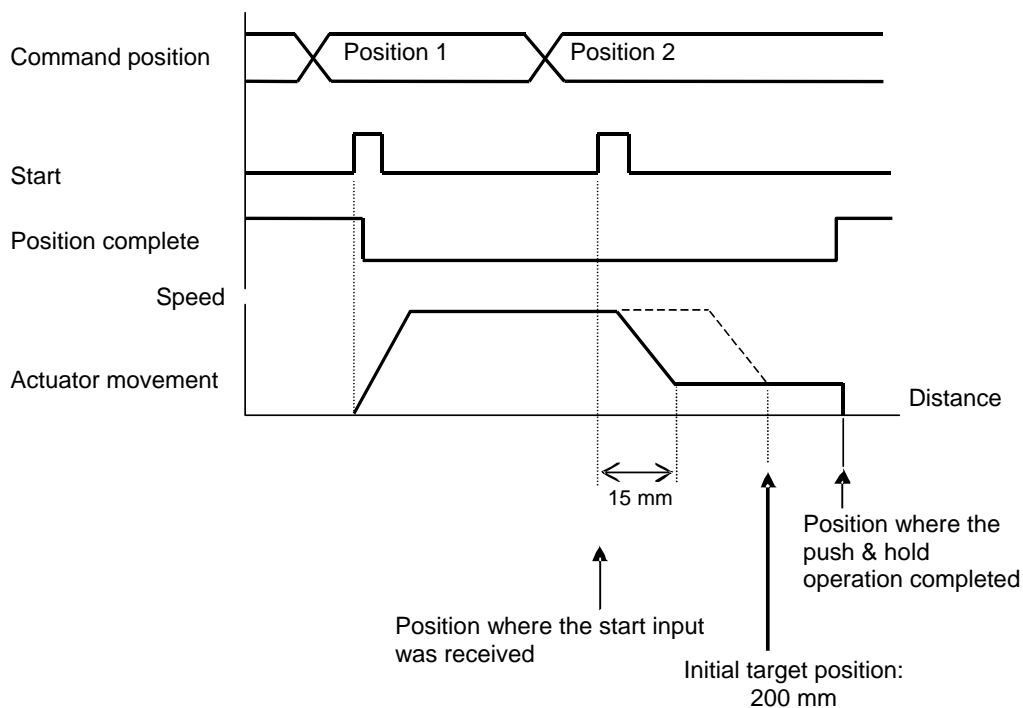 Command position
Position 1
Position 2
Start
Position complete
Speed
Actuator movement
Distance
15 mm
Position where the
push & hold
operation completed
Position where the start input
was received
Initial target position:
200 mm